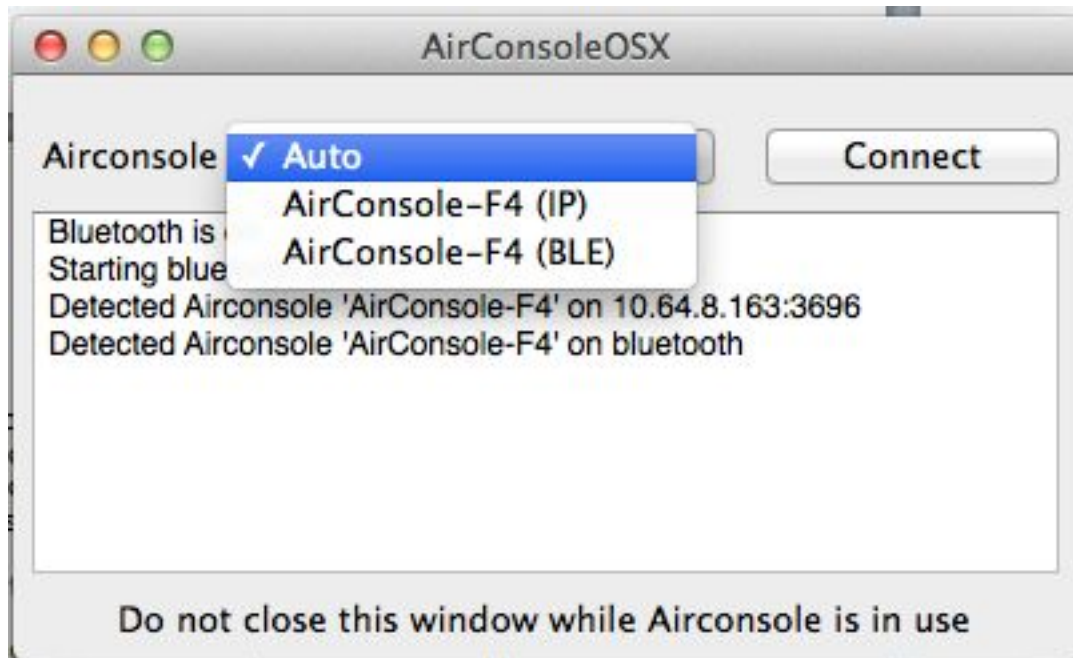 AirConsoleOSX
Airconsole ✓ Auto Connect
AirConsole-F4 (IP)
AirConsole-F4 (BLE)
Bluetooth is
Starting blue
Detected Airconsole 'AirConsole-F4' on 10.64.8.163:3696
Detected Airconsole 'AirConsole-F4' on bluetooth
Do not close this window while Airconsole is in use